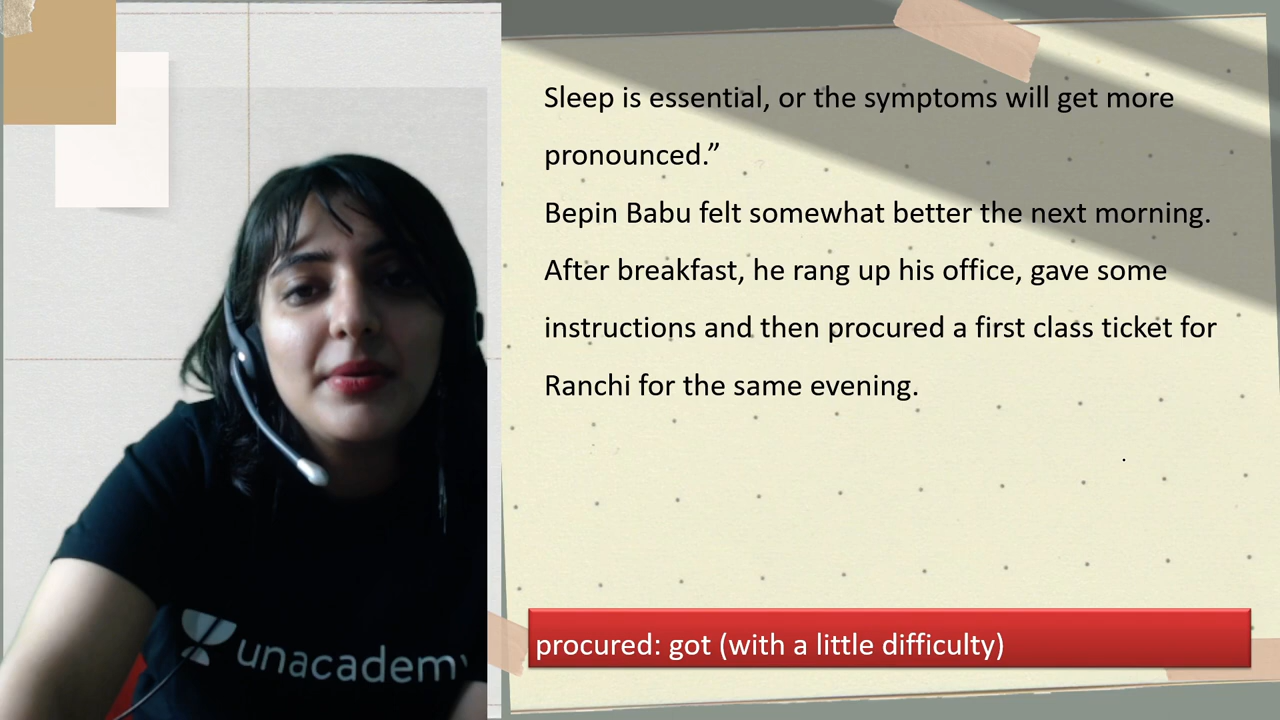 Sleep is essential, or the symptoms will get more
pronounced.”
Bepin Babu felt somewhat better the next morning.
After breakfast, he rang up his office, gave some
instructions and then procured a first class ticket for
Ranchi for the same evening.
procured: got (with a little difficulty)
unacademy